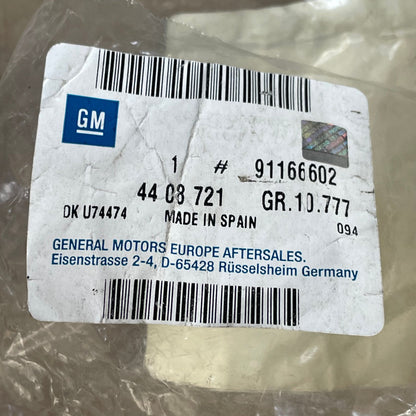 GM
1 # 91166602
44 08 721 GR.10.777
DK U74474 MADE IN SPAIN 094
GENERAL MOTORS EUROPE AFTERSALES.
Eisenstrasse 2-4, D-65428 Rüsselsheim Germany